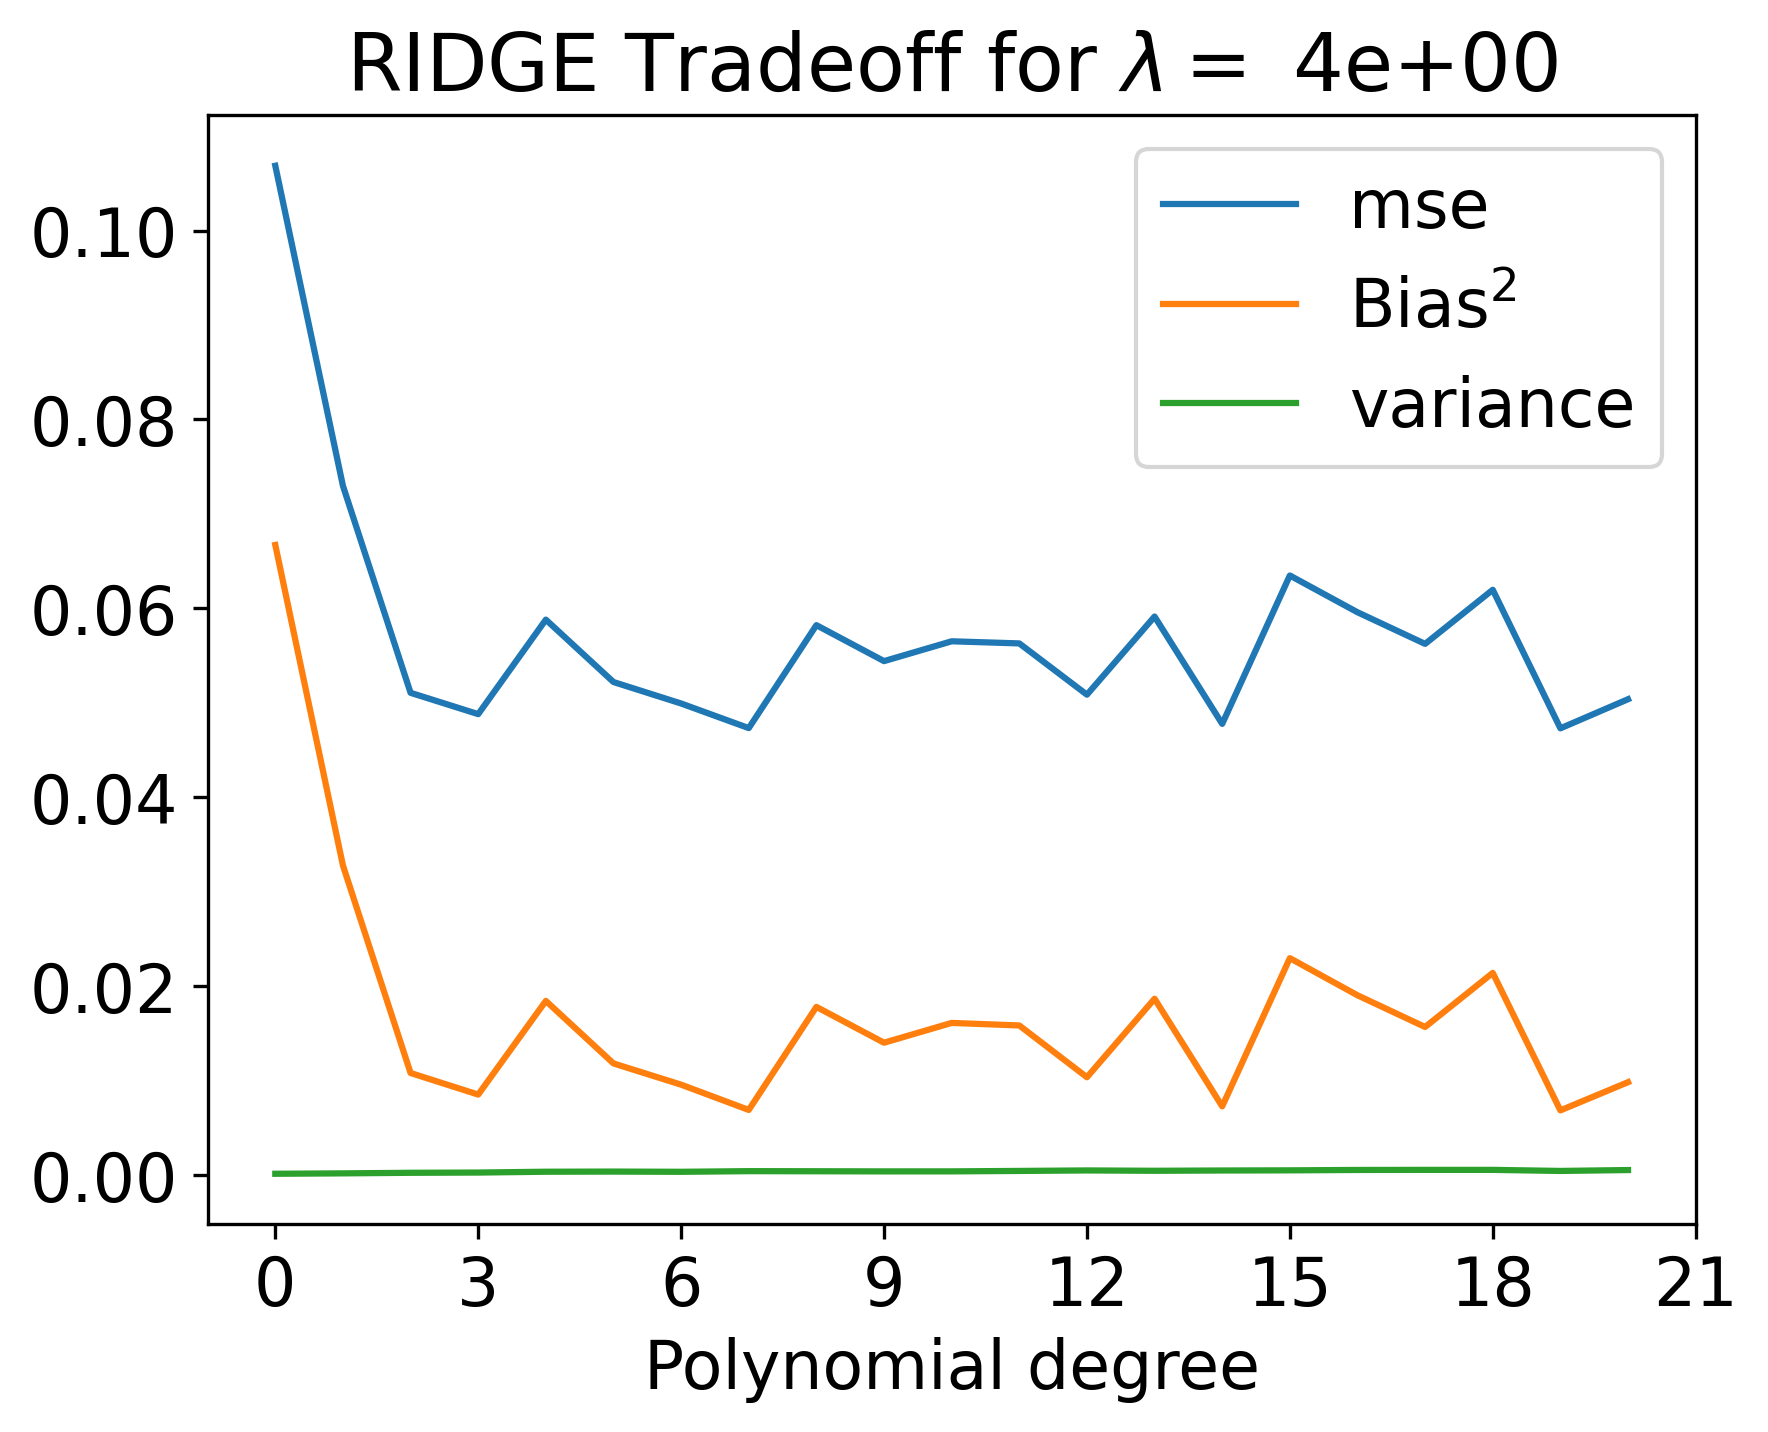 RIDGE Tradeoff for λ = 4e+00
mse
Bias²
variance
0.10
0.08
0.06
0.04
0.02
0.00
0 3 6 9 12 15 18 21
Polynomial degree